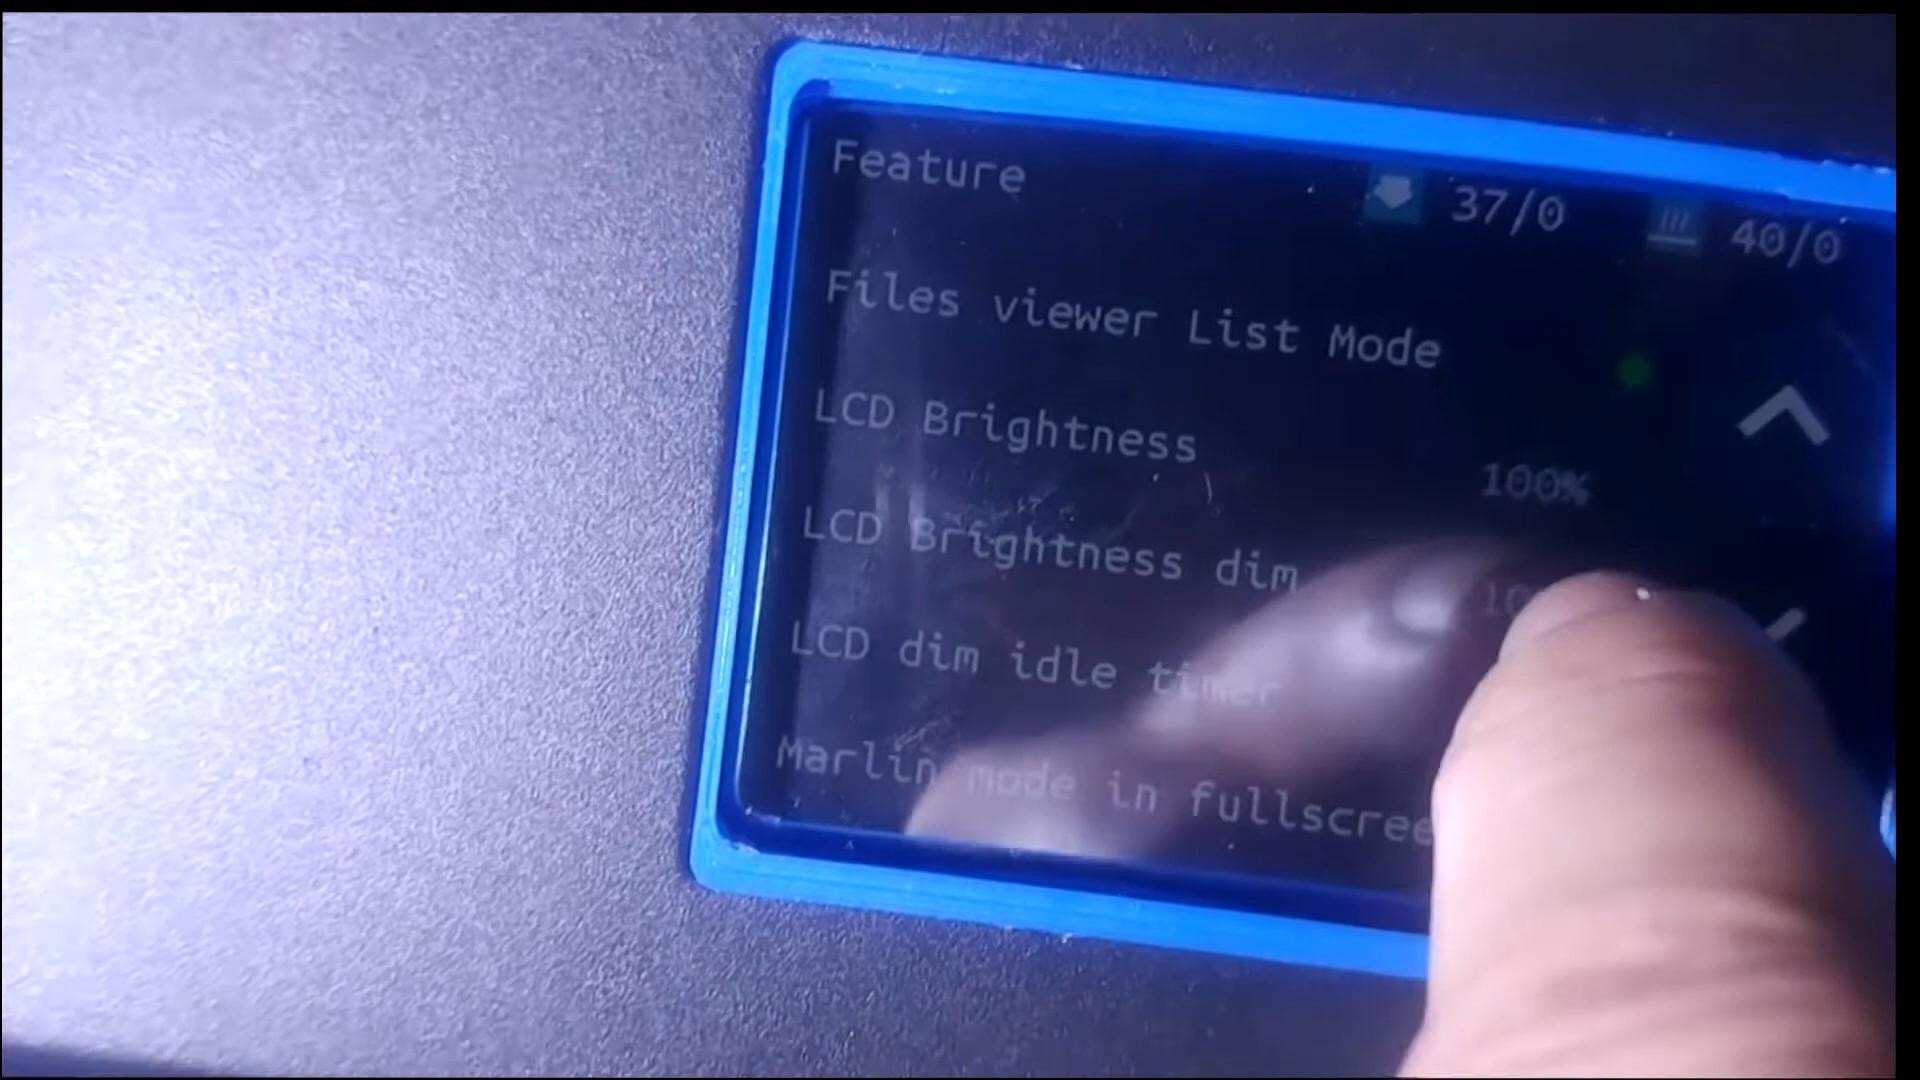 Feature 37/0 40/0
Files viewer List Mode
LCD Brightness 100%
LCD Brightness dim
LCD dim idle timer
Marlin mode in